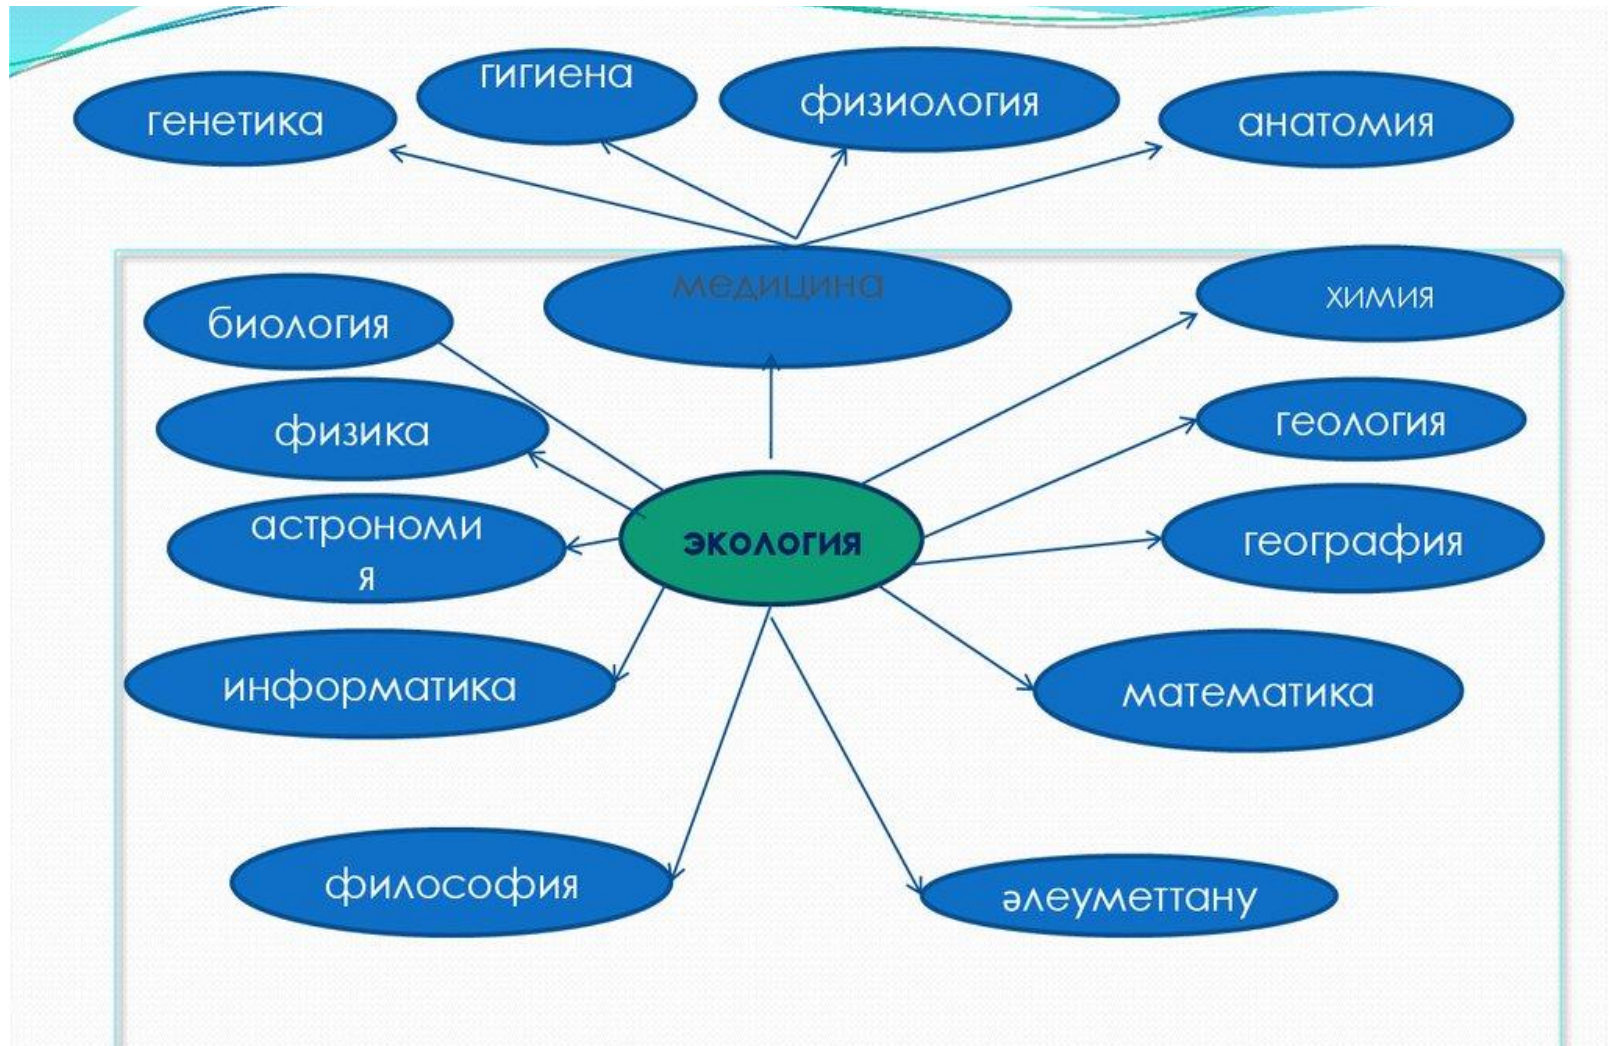 генетика
гигиена
физиология
анатомия
медицина
биология
химия
физика
геология
астрономи
я
экология
география
информатика
математика
философия
әлеуметтану